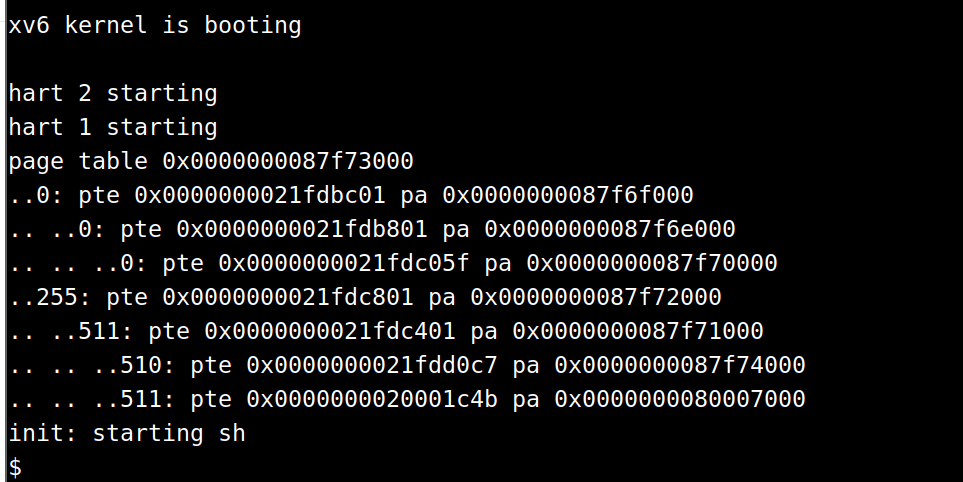 xv6 kernel is booting
hart 2 starting
hart 1 starting
page table 0x0000000087f73000
..0: pte 0x0000000021fdbc01 pa 0x0000000087f6f000
.. ..0: pte 0x0000000021fdb801 pa 0x0000000087f6e000
.. .. ..0: pte 0x0000000021fdc05f pa 0x0000000087f70000
..255: pte 0x0000000021fdc801 pa 0x0000000087f72000
.. ..511: pte 0x0000000021fdc401 pa 0x0000000087f71000
.. .. ..510: pte 0x0000000021fdd0c7 pa 0x0000000087f74000
.. .. ..511: pte 0x0000000020001c4b pa 0x0000000080007000
init: starting sh
$